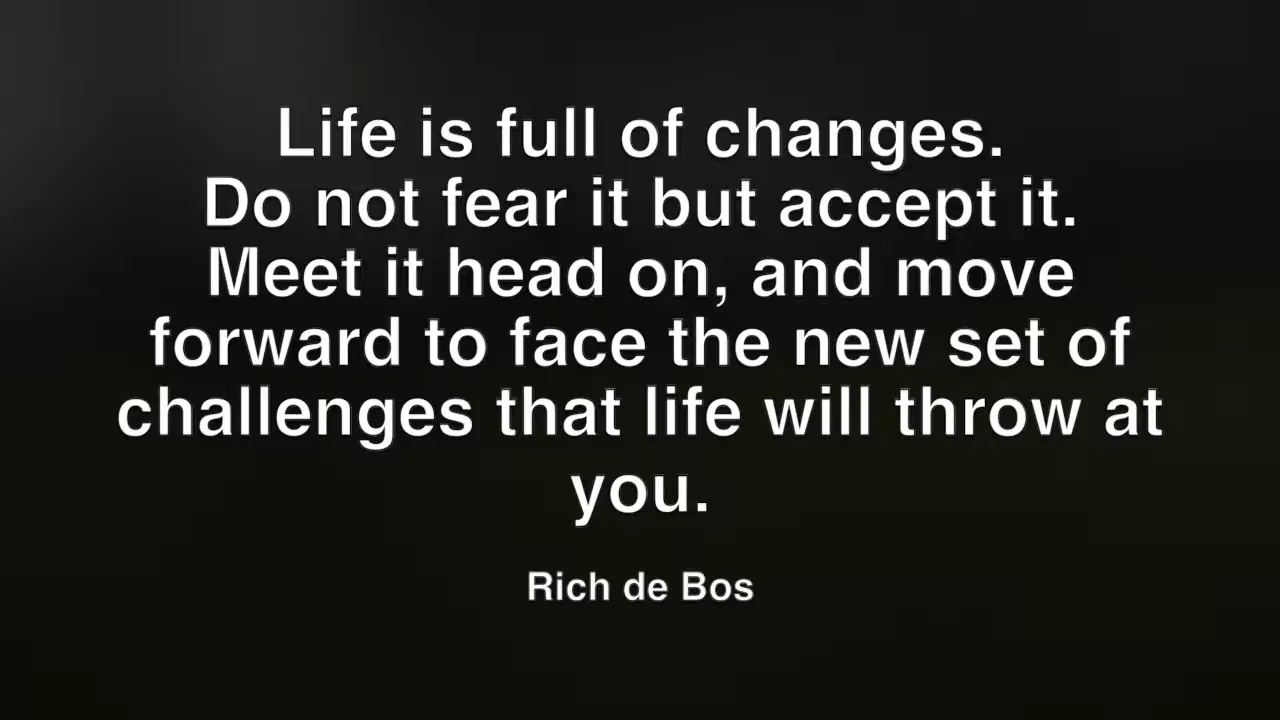 Life is full of changes.
Do not fear it but accept it.
Meet it head on, and move
forward to face the new set of
challenges that life will throw at
you.
Rich de Bos